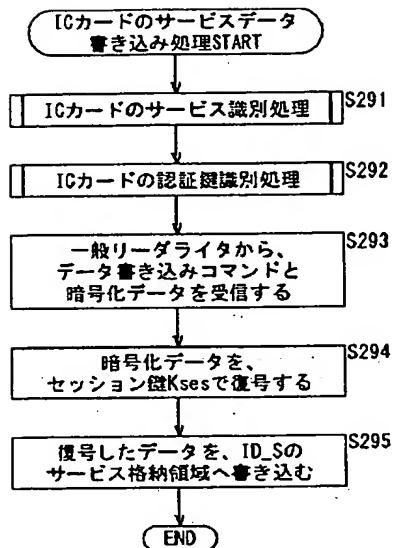 ICカードのサービスデータ
書き込み処理START
ICカードのサービス識別処理
S291
ICカードの認証鍵識別処理
S292
一般リーダライタから、
データ書き込みコマンドと
暗号化データを受信する
S293
暗号化データを、
セッション鍵Ksesで復号する
S294
復号したデータを、ID_Sの
サービス格納領域へ書き込む
S295
END